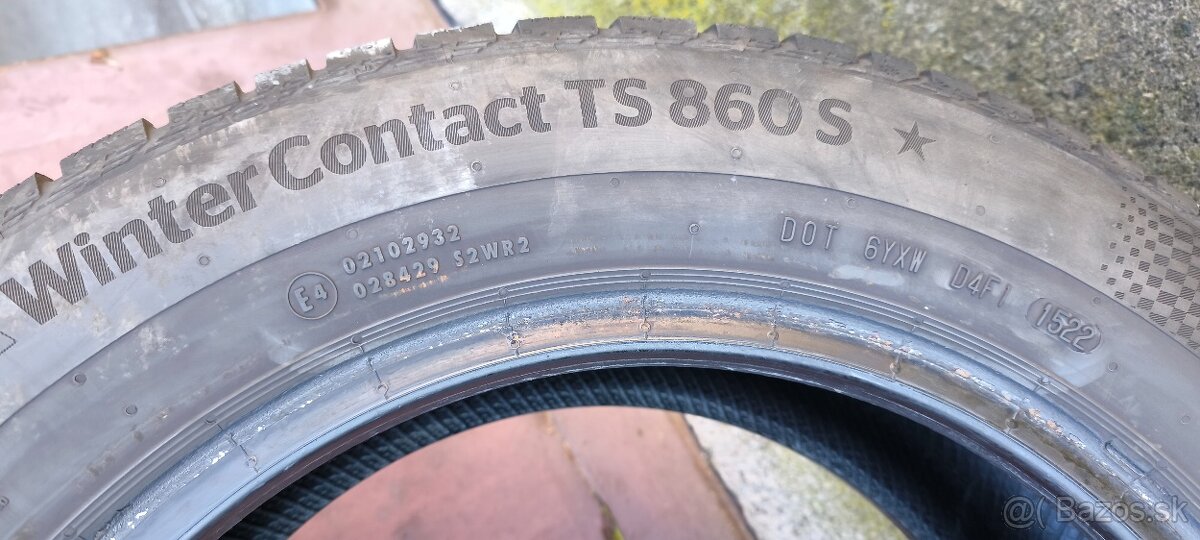 WinterContact TS 860 S ★
E4
02102932
028429 S2WR2
DOT 6YXW D4F1 1522
@ Bazos.sk